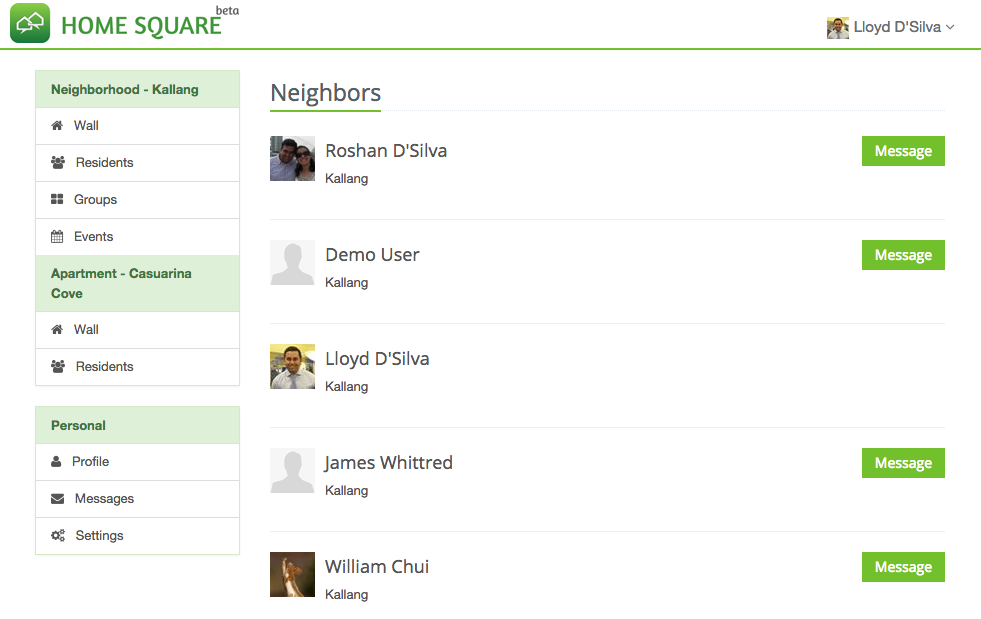 HOME SQUARE beta
Lloyd D'Silva
Neighborhood - Kallang
Wall
Residents
Groups
Events
Apartment - Casuarina
Cove
Wall
Residents
Personal
Profile
Messages
Settings
Neighbors
Roshan D'Silva
Message
Kallang
Demo User
Message
Kallang
Lloyd D'Silva
Kallang
James Whittred
Message
Kallang
William Chui
Message
Kallang